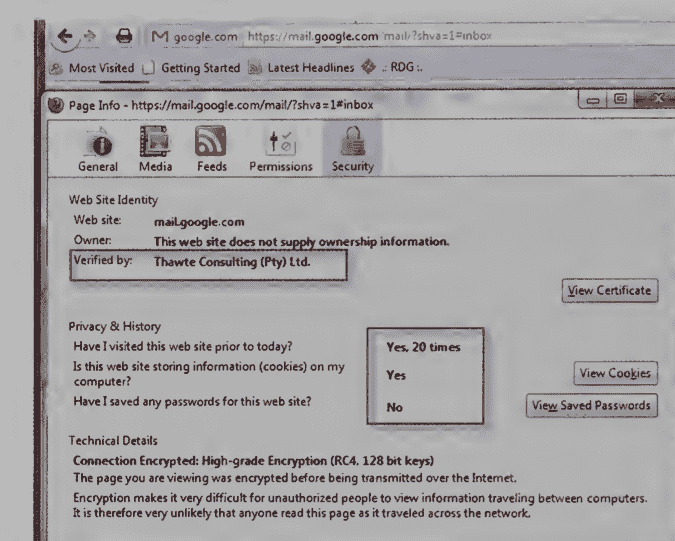 google.com https://mail.google.com/mail/?shva=1#inbox
Most Visited Getting Started Latest Headlines .: RDG :.
Page Info - https://mail.google.com/mail/?shva=1#inbox
General Media Feeds Permissions Security
Web Site Identity
Web site: mail.google.com
Owner: This web site does not supply ownership information.
Verified by: Thawte Consulting (Pty) Ltd.
View Certificate
Privacy & History
Have I visited this web site prior to today? Yes, 20 times
Is this web site storing information (cookies) on my
computer? Yes View Cookies
Have I saved any passwords for this web site? No View Saved Passwords
Technical Details
Connection Encrypted: High-grade Encryption (RC4, 128 bit keys)
The page you are viewing was encrypted before being transmitted over the Internet.
Encryption makes it very difficult for unauthorized people to view information traveling between computers.
It is therefore very unlikely that anyone read this page as it traveled across the network.